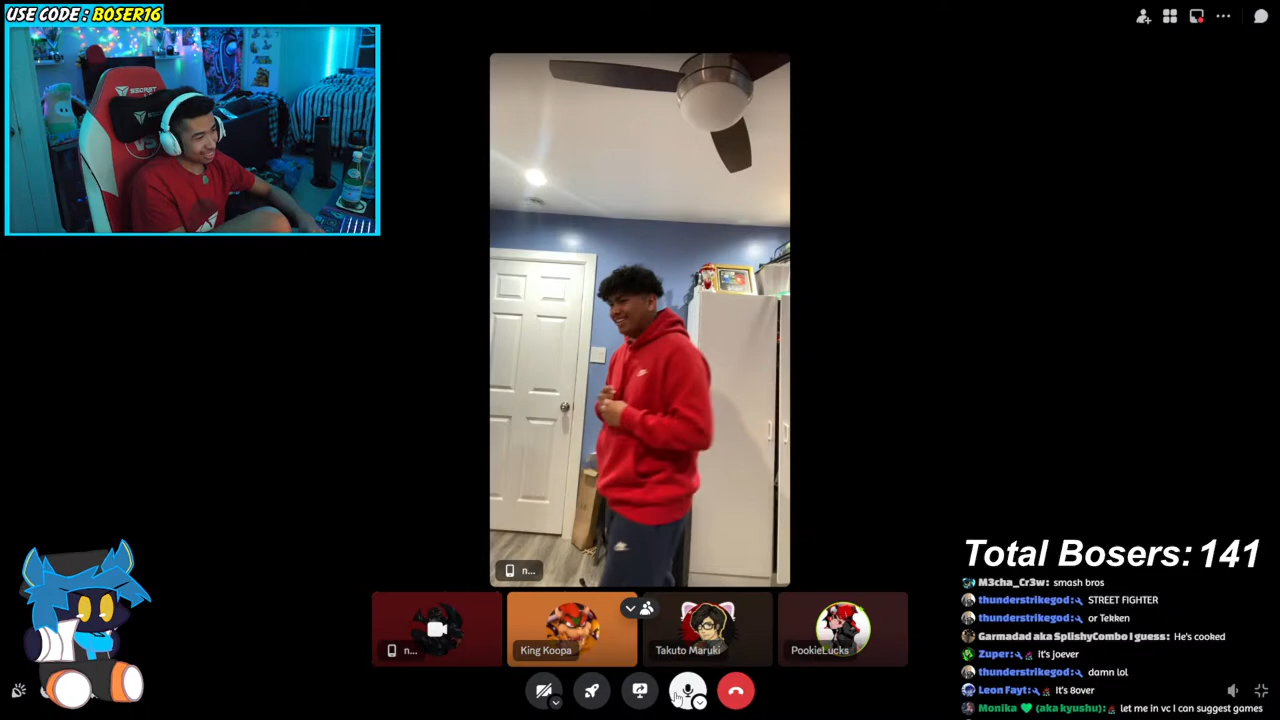 USE CODE : BOSER16
SECRET
n...
n...
King Koopa
Takuto Maruki
PookieLucks
Total Bosers: 141
M3cha_Cr3w: smash bros
thunderstrikegod: STREET FIGHTER
thunderstrikegod: or Tekken
Garmadad aka SplishyCombo I guess: He's cooked
Zuper: It's joever
thunderstrikegod: damn lol
Leon Fayt: It's 8over
Monika (aka kyushu): let me in vc I can suggest games